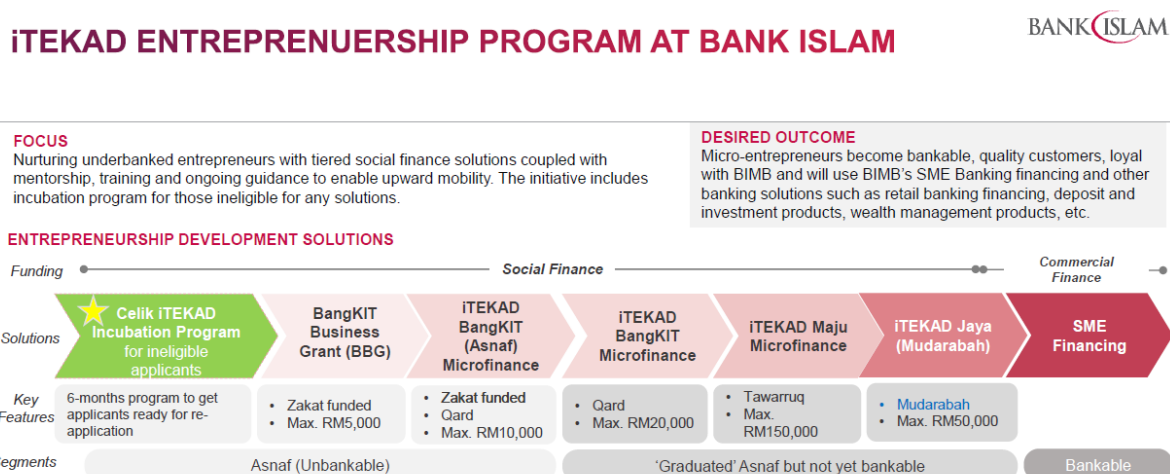 iTEKAD ENTREPRENUERSHIP PROGRAM AT BANK ISLAM
BANK ISLAM
FOCUS
Nurturing underbanked entrepreneurs with tiered social finance solutions coupled with
mentorship, training and ongoing guidance to enable upward mobility. The initiative includes
incubation program for those ineligible for any solutions.
DESIRED OUTCOME
Micro-entrepreneurs become bankable, quality customers, loyal
with BIMB and will use BIMB's SME Banking financing and other
banking solutions such as retail banking financing, deposit and
investment products, wealth management products, etc.
ENTREPRENEURSHIP DEVELOPMENT SOLUTIONS
Funding
Social Finance
Commercial
Finance
Solutions
Celik iTEKAD
Incubation Program
for ineligible
applicants
BangKIT
Business
Grant (BBG)
iTEKAD
BangKIT
(Asnaf)
Microfinance
iTEKAD
BangKIT
Microfinance
iTEKAD Maju
Microfinance
iTEKAD Jaya
(Mudarabah)
SME
Financing
Key
Features
6-months program to get
applicants ready for re-
application
• Zakat funded
• Max. RM5,000
• Zakat funded
• Qard
• Max. RM10,000
• Qard
• Max. RM20,000
• Tawarruq
• Max.
RM150,000
• Mudarabah
• Max. RM50,000
Segments
Asnaf (Unbankable)
'Graduated' Asnaf but not yet bankable
Bankable